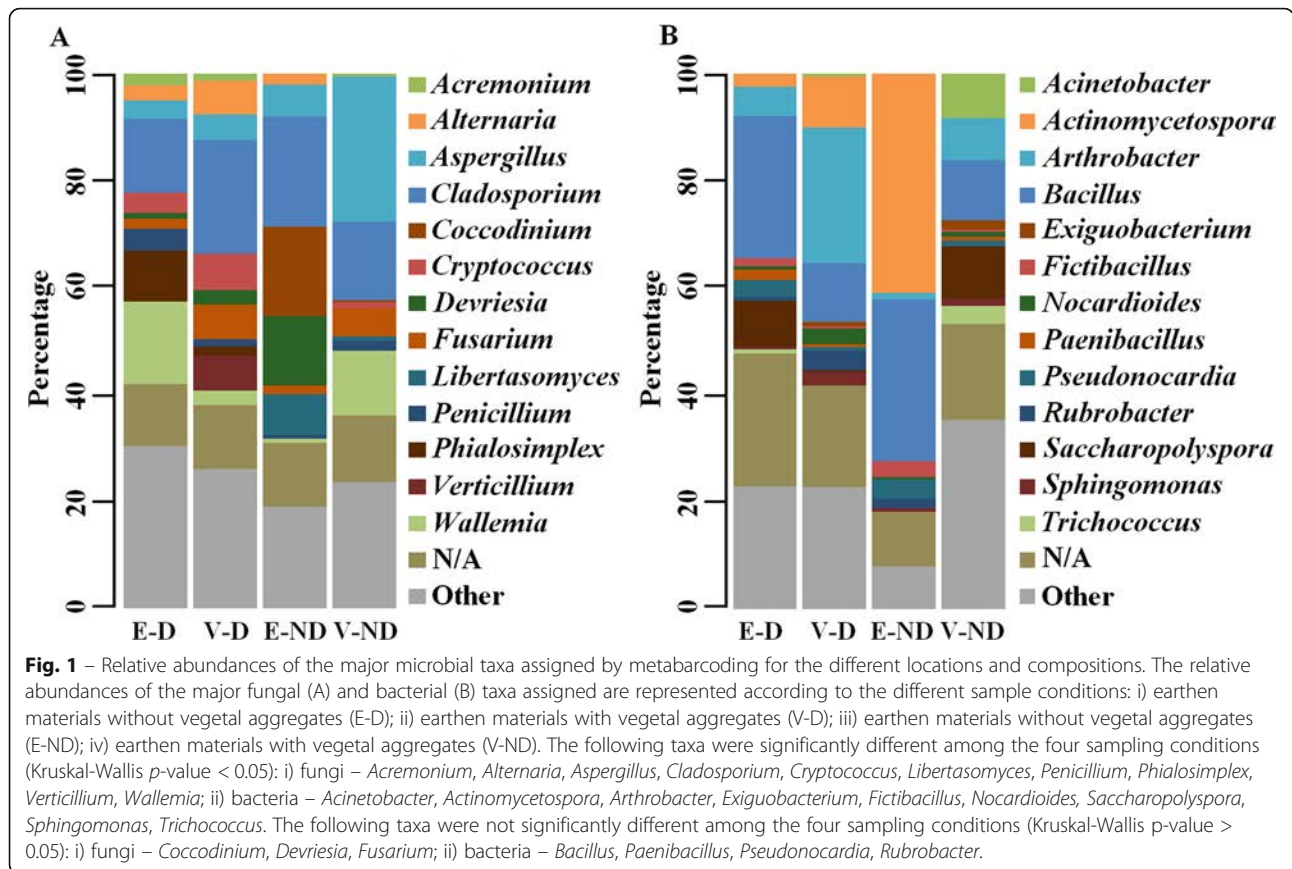 A
100
80
60
40
20
0
Percentage
E-D V-D E-ND V-ND
Acremonium
Alternaria
Aspergillus
Cladosporium
Coccodinium
Cryptococcus
Devriesia
Fusarium
Libertasomyces
Penicillium
Phialosimplex
Verticillium
Wallemia
N/A
Other
B
100
80
60
40
20
0
Percentage
E-D V-D E-ND V-ND
Acinetobacter
Actinomycetospora
Arthrobacter
Bacillus
Exiguobacterium
Fictibacillus
Nocardioides
Paenibacillus
Pseudonocardia
Rubrobacter
Saccharopolyspora
Sphingomonas
Trichococcus
N/A
Other
Fig. 1 – Relative abundances of the major microbial taxa assigned by metabarcoding for the different locations and compositions. The relative
abundances of the major fungal (A) and bacterial (B) taxa assigned are represented according to the different sample conditions: i) earthen
materials without vegetal aggregates (E-D); ii) earthen materials with vegetal aggregates (V-D); iii) earthen materials without vegetal aggregates
(E-ND); iv) earthen materials with vegetal aggregates (V-ND). The following taxa were significantly different among the four sampling conditions
(Kruskal-Wallis p-value < 0.05): i) fungi – Acremonium, Alternaria, Aspergillus, Cladosporium, Cryptococcus, Libertasomyces, Penicillium, Phialosimplex,
Verticillium, Wallemia; ii) bacteria – Acinetobacter, Actinomycetospora, Arthrobacter, Exiguobacterium, Fictibacillus, Nocardioides, Saccharopolyspora,
Sphingomonas, Trichococcus. The following taxa were not significantly different among the four sampling conditions (Kruskal-Wallis p-value >
0.05): i) fungi – Coccodinium, Devriesia, Fusarium; ii) bacteria – Bacillus, Paenibacillus, Pseudonocardia, Rubrobacter.